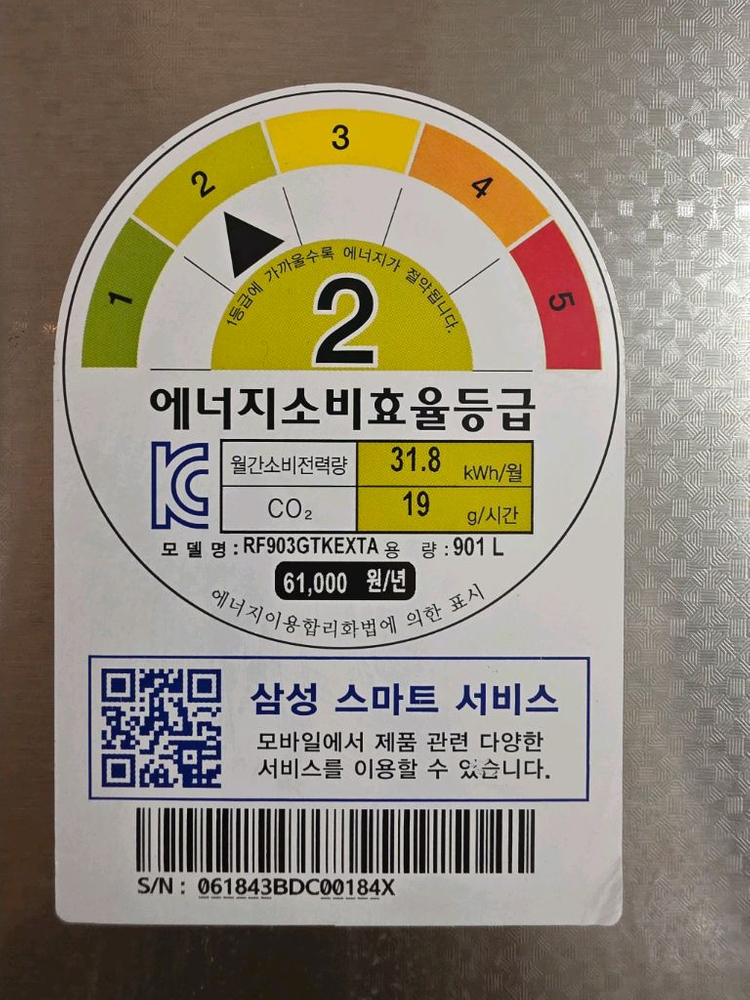 1 2 3 4 5
1등급에 가까울수록 에너지가 절약됩니다.
2
에너지소비효율등급
KC
월간소비전력량 31.8 kWh/월
CO₂ 19 g/시간
모 델 명 : RF903GTKEXTA 용 량 : 901 L
61,000 원/년
에너지이용합리화법에 의한 표시
삼성 스마트 서비스
모바일에서 제품 관련 다양한
서비스를 이용할 수 있습니다.
S/N : 061843BDC00184X